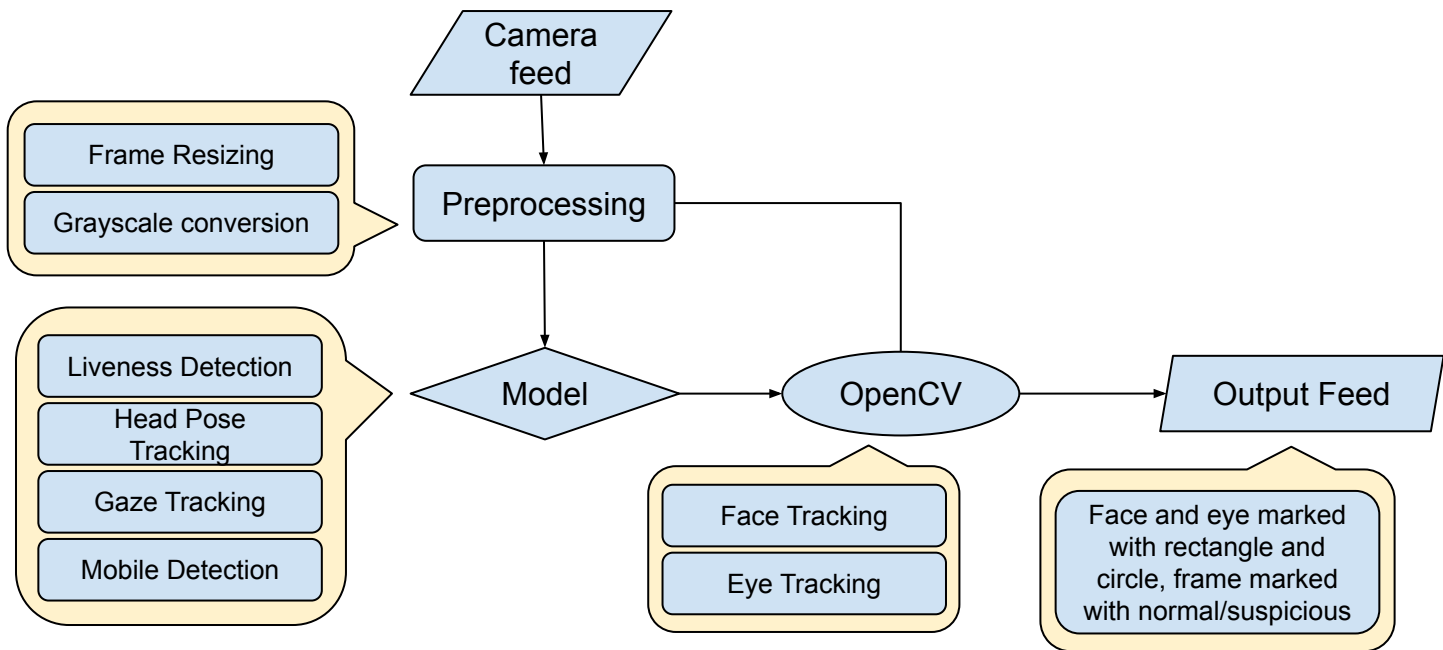 Camera
feed
Frame Resizing
Grayscale conversion
Preprocessing
Liveness Detection
Head Pose
Tracking
Gaze Tracking
Mobile Detection
Model
OpenCV
Output Feed
Face Tracking
Eye Tracking
Face and eye marked
with rectangle and
circle, frame marked
with normal/suspicious